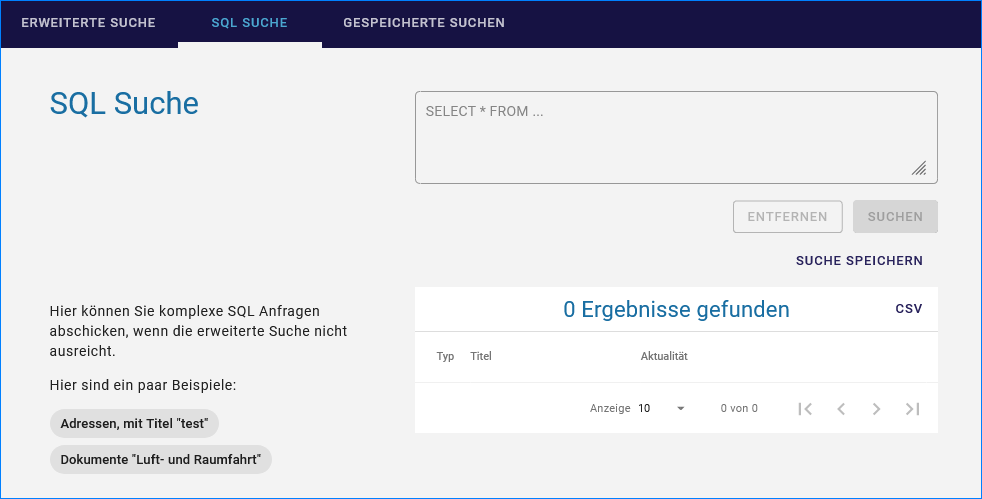 ERWEITERTE SUCHE SQL SUCHE GESPEICHERTE SUCHEN
SQL Suche
SELECT * FROM ...
ENTFERNEN SUCHEN
SUCHE SPEICHERN
Hier können Sie komplexe SQL Anfragen
abschicken, wenn die erweiterte Suche nicht
ausreicht.
Hier sind ein paar Beispiele:
Adressen, mit Titel "test"
Dokumente "Luft- und Raumfahrt"
0 Ergebnisse gefunden CSV
Typ Titel Aktualität
Anzeige 10 0 von 0